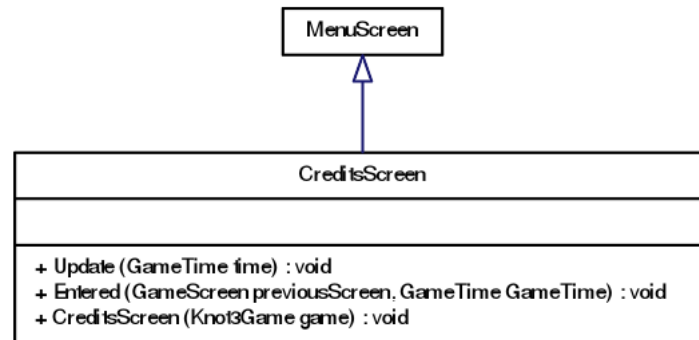 MenuScreen
CreditsScreen
+ Update (GameTime time) : void
+ Entered (GameScreen previousScreen, GameTime GameTime) : void
+ CreditsScreen (Knot3Game game) : void